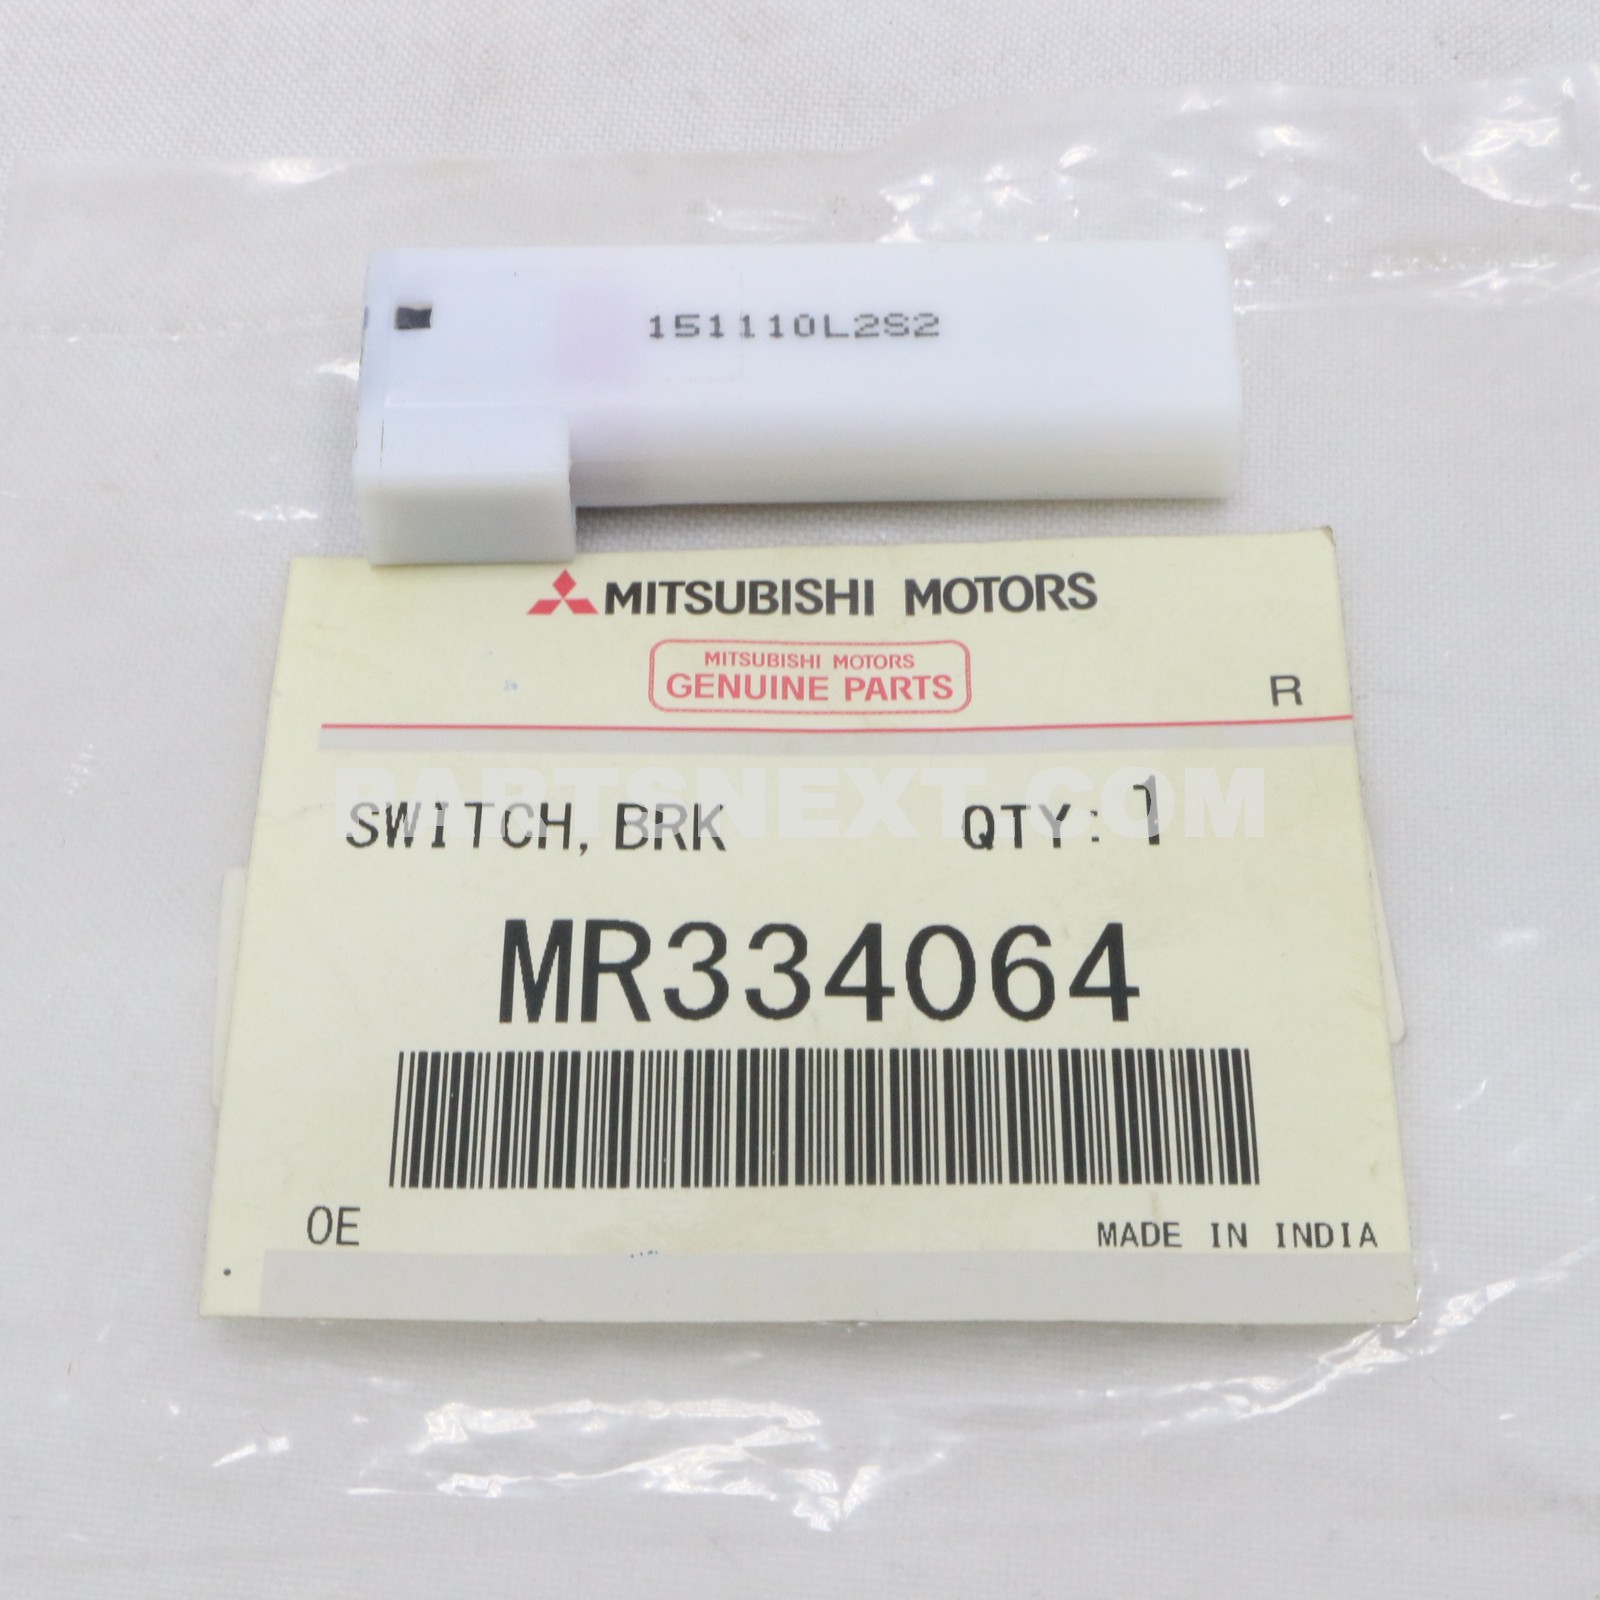 151110L2S2
MITSUBISHI MOTORS
MITSUBISHI MOTORS
GENUINE PARTS
R
PARTSNEXT.COM
SWITCH, BRK QTY: 1
MR334064
OE
MADE IN INDIA